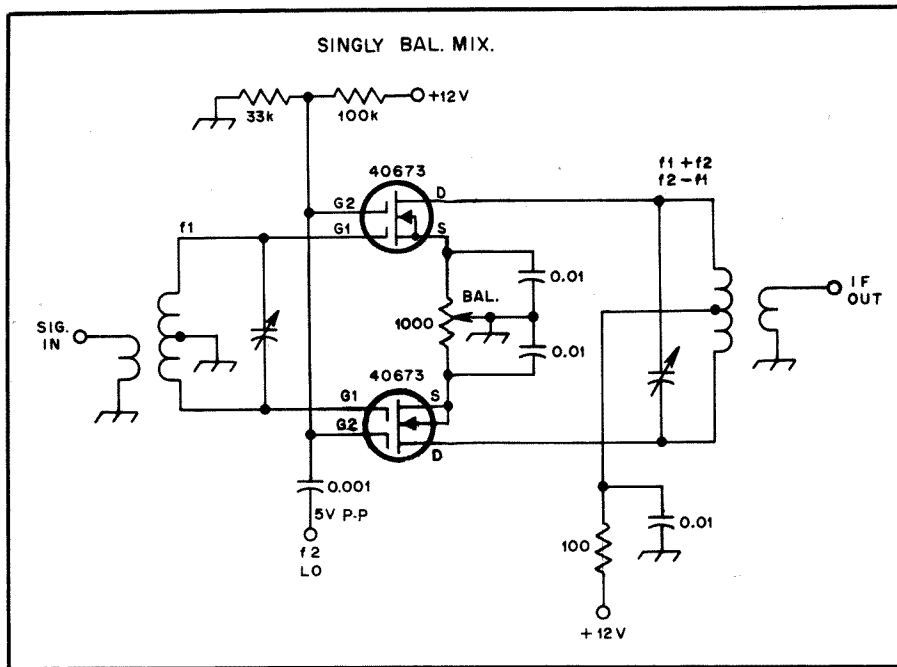 SINGLY BAL. MIX.
33k
100k
+12V
40673
G2
G1
D
S
f1
f1+f2
f2-f1
0.01
BAL.
1000
0.01
SIG.
IN
IF
OUT
40673
G1
G2
S
D
0.001
5V P-P
f2
LO
100
0.01
+12V